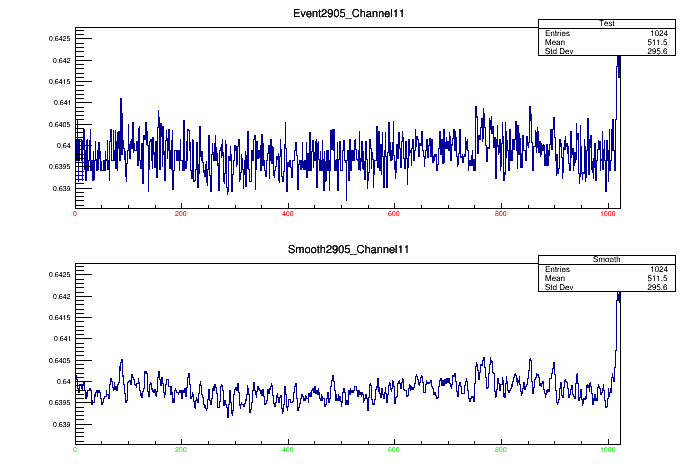 Event2905_Channel11
Test
Entries 1024
Mean 511.5
Std Dev 295.6
0.6425
0.642
0.6415
0.641
0.6405
0.64
0.6395
0.639
0 200 400 600 800 1000
Smooth2905_Channel11
Smooth
Entries 1024
Mean 511.5
Std Dev 295.6
0.6425
0.642
0.6415
0.641
0.6405
0.64
0.6395
0.639
0 200 400 600 800 1000